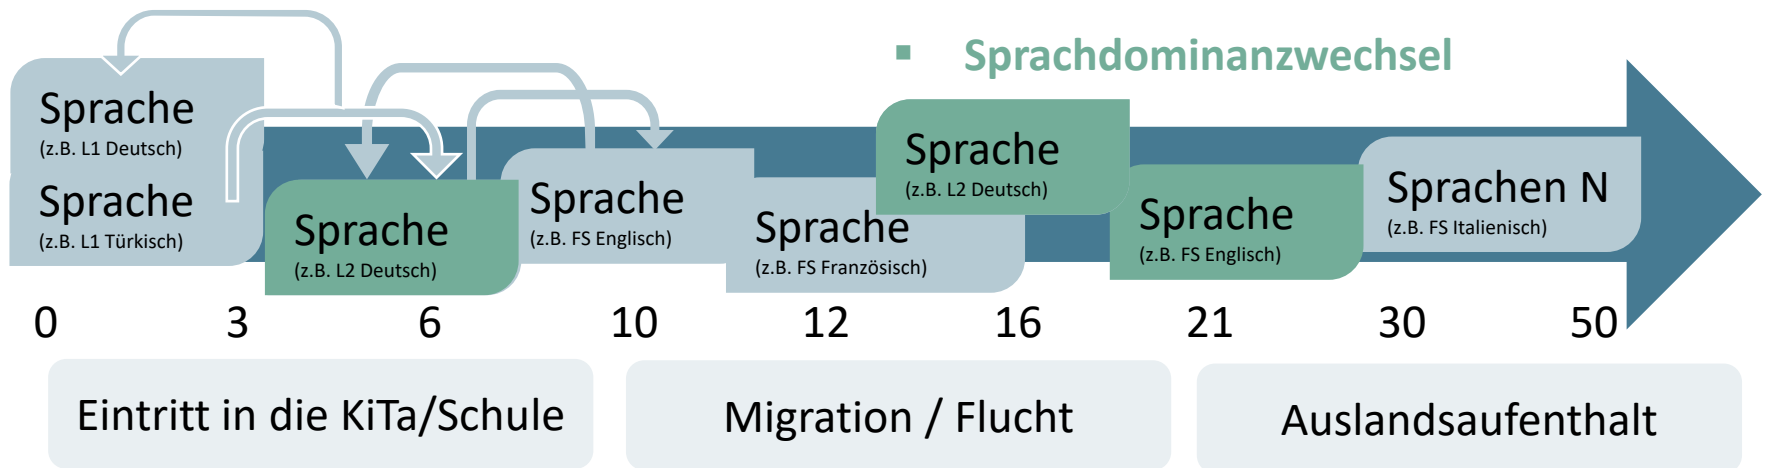 ▪ Sprachdominanzwechsel
Sprache
(z.B. L1 Deutsch)
Sprache
(z.B. L1 Türkisch)
Sprache
(z.B. L2 Deutsch)
Sprache
(z.B. FS Englisch)
Sprache
(z.B. FS Französisch)
Sprache
(z.B. L2 Deutsch)
Sprache
(z.B. FS Englisch)
Sprachen N
(z.B. FS Italienisch)
0 3 6 10 12 16 21 30 50
Eintritt in die KiTa/Schule
Migration / Flucht
Auslandsaufenthalt